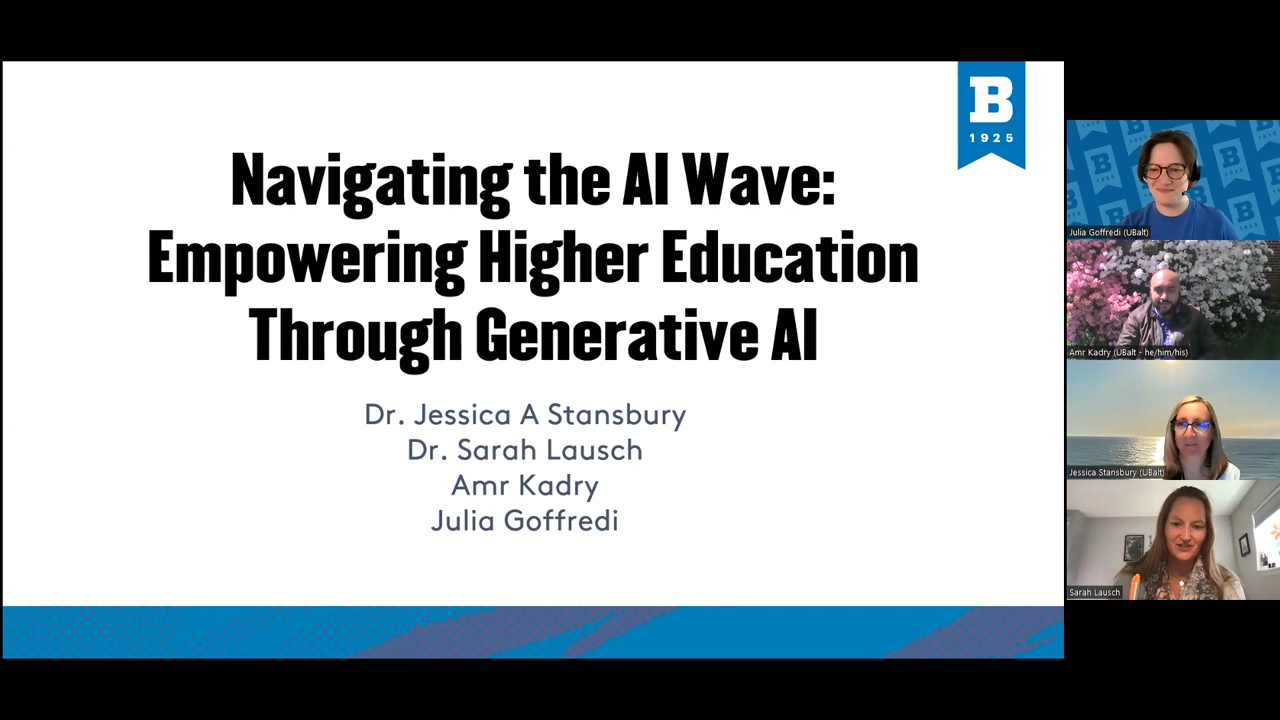 B
1925
Navigating the AI Wave:
Empowering Higher Education
Through Generative AI
Dr. Jessica A Stansbury
Dr. Sarah Lausch
Amr Kadry
Julia Goffredi
Julia Goffredi (UBalt)
Amr Kadry (UBalt - he/him/his)
Jessica Stansbury (UBalt)
Sarah Lausch